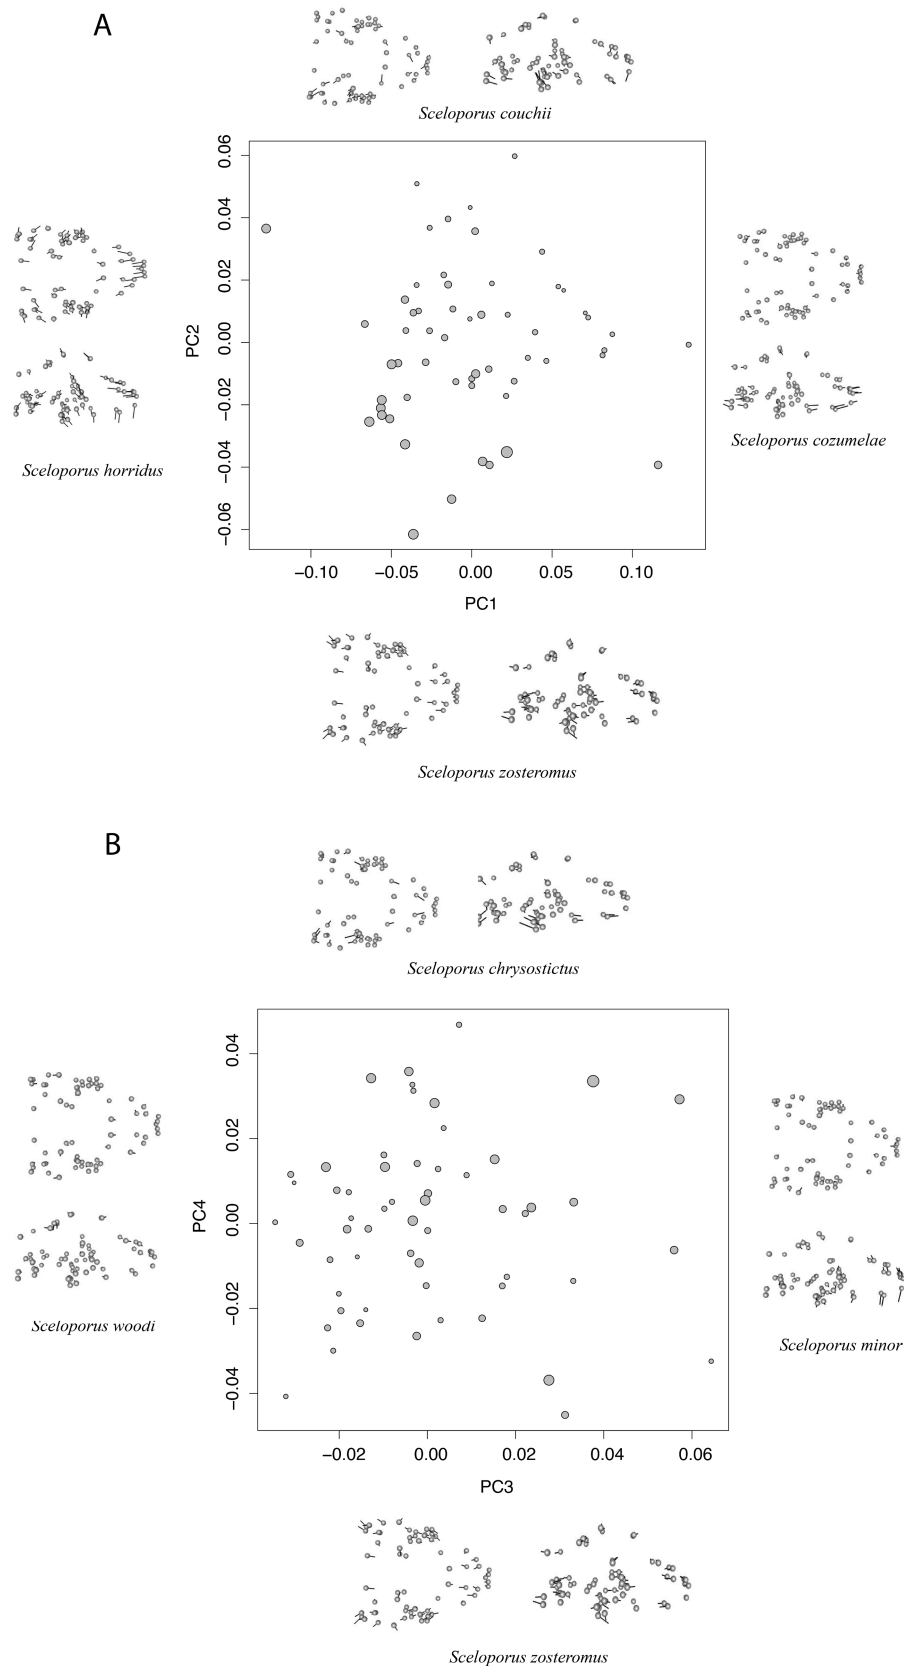 A
Sceloporus couchii
0.06
0.04
0.02
0.00
−0.02
−0.04
−0.06
PC2
Sceloporus horridus
Sceloporus cozumelae
−0.10
−0.05
0.00
0.05
0.10
PC1
Sceloporus zosteromus
B
Sceloporus chrysostictus
0.04
0.02
0.00
−0.02
−0.04
PC4
Sceloporus woodi
Sceloporus minor
−0.02
0.00
0.02
0.04
0.06
PC3
Sceloporus zosteromus